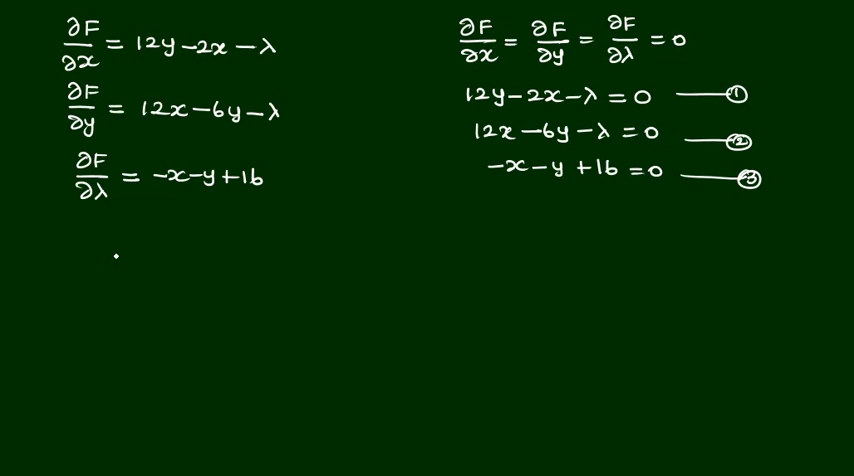 ∂F/∂x = 12y - 2x - λ
∂F/∂y = 12x - 6y - λ
∂F/∂λ = -x - y + 16
∂F/∂x = ∂F/∂y = ∂F/∂λ = 0
12y - 2x - λ = 0 —— ①
12x - 6y - λ = 0 —— ②
-x - y + 16 = 0 —— ③